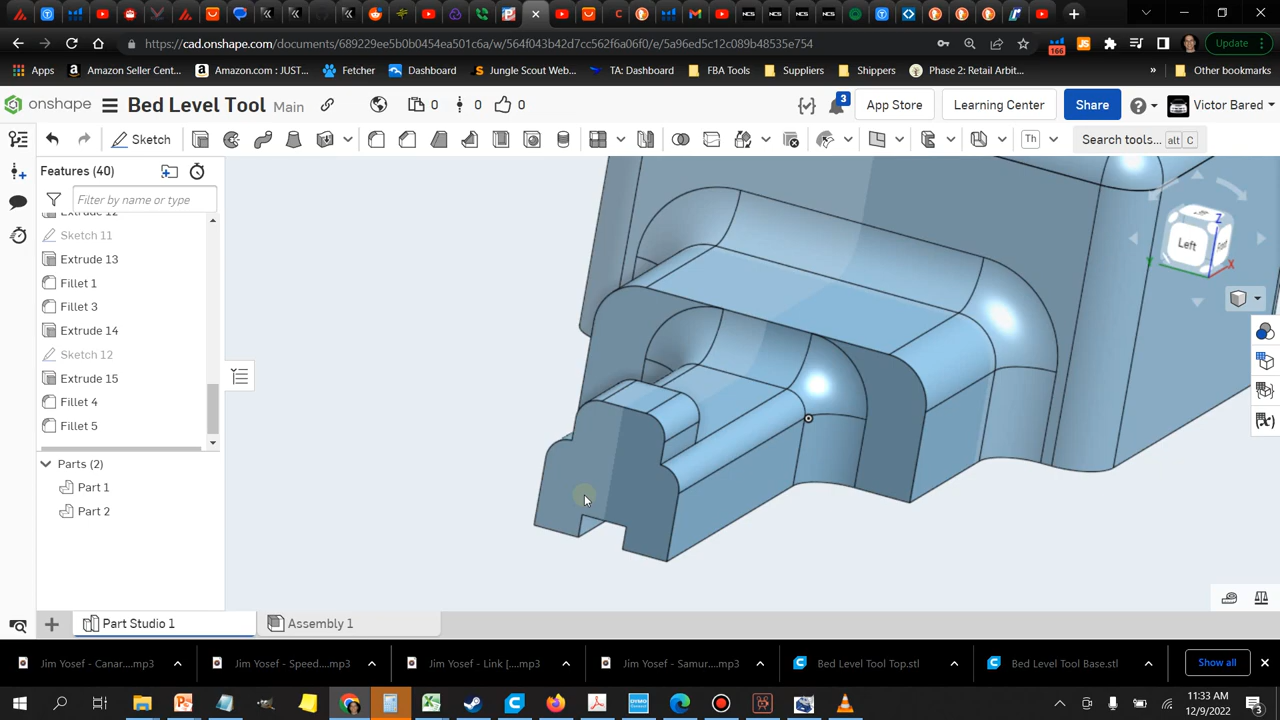 https://cad.onshape.com/documents/689229ee5b0b0454ea501c6a/w/564f043b42d7cc562f6a06f0/e/5a96ed5c12c089b48535e754
166
Update
Apps
Amazon Seller Cent...
Amazon.com : JUST...
Fetcher
Dashboard
Jungle Scout Web...
TA: Dashboard
FBA Tools
Suppliers
Shippers
Phase 2: Retail Arbit...
»
Other bookmarks
onshape
Bed Level Tool
Main
0
0
0
3
App Store
Learning Center
Share
Victor Bared
Sketch
Th
Search tools...
alt
C
Features (40)
Filter by name or type
Extrude 12
Sketch 11
Extrude 13
Fillet 1
Fillet 3
Extrude 14
Sketch 12
Extrude 15
Fillet 4
Fillet 5
Parts (2)
Part 1
Part 2
Z
Left
X
Y
Part Studio 1
Assembly 1
Jim Yosef - Canar....mp3
Jim Yosef - Speed....mp3
Jim Yosef - Link [....mp3
Jim Yosef - Samur....mp3
Bed Level Tool Top.stl
Bed Level Tool Base.stl
Show all
11:33 AM
12/9/2022
3